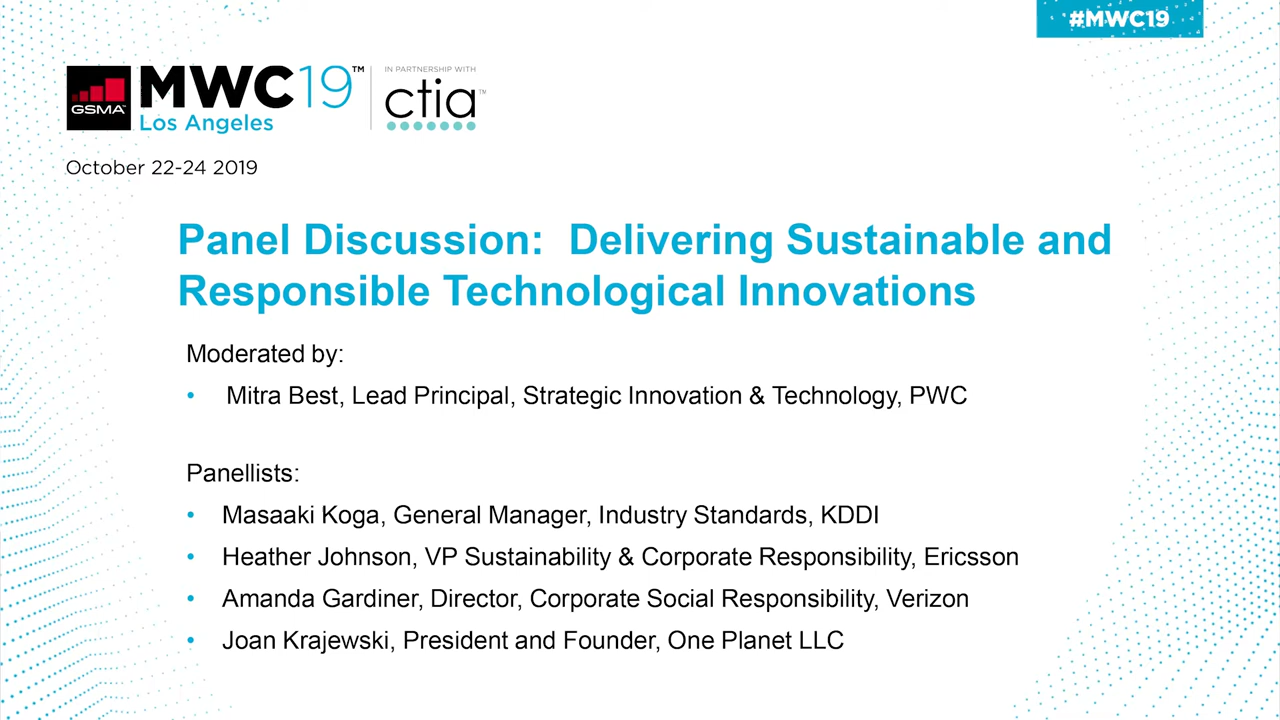 #MWC19
GSMA
MWC19™
Los Angeles
IN PARTNERSHIP WITH
ctia™
October 22-24 2019
Panel Discussion: Delivering Sustainable and
Responsible Technological Innovations
Moderated by:
• Mitra Best, Lead Principal, Strategic Innovation & Technology, PWC
Panellists:
• Masaaki Koga, General Manager, Industry Standards, KDDI
• Heather Johnson, VP Sustainability & Corporate Responsibility, Ericsson
• Amanda Gardiner, Director, Corporate Social Responsibility, Verizon
• Joan Krajewski, President and Founder, One Planet LLC